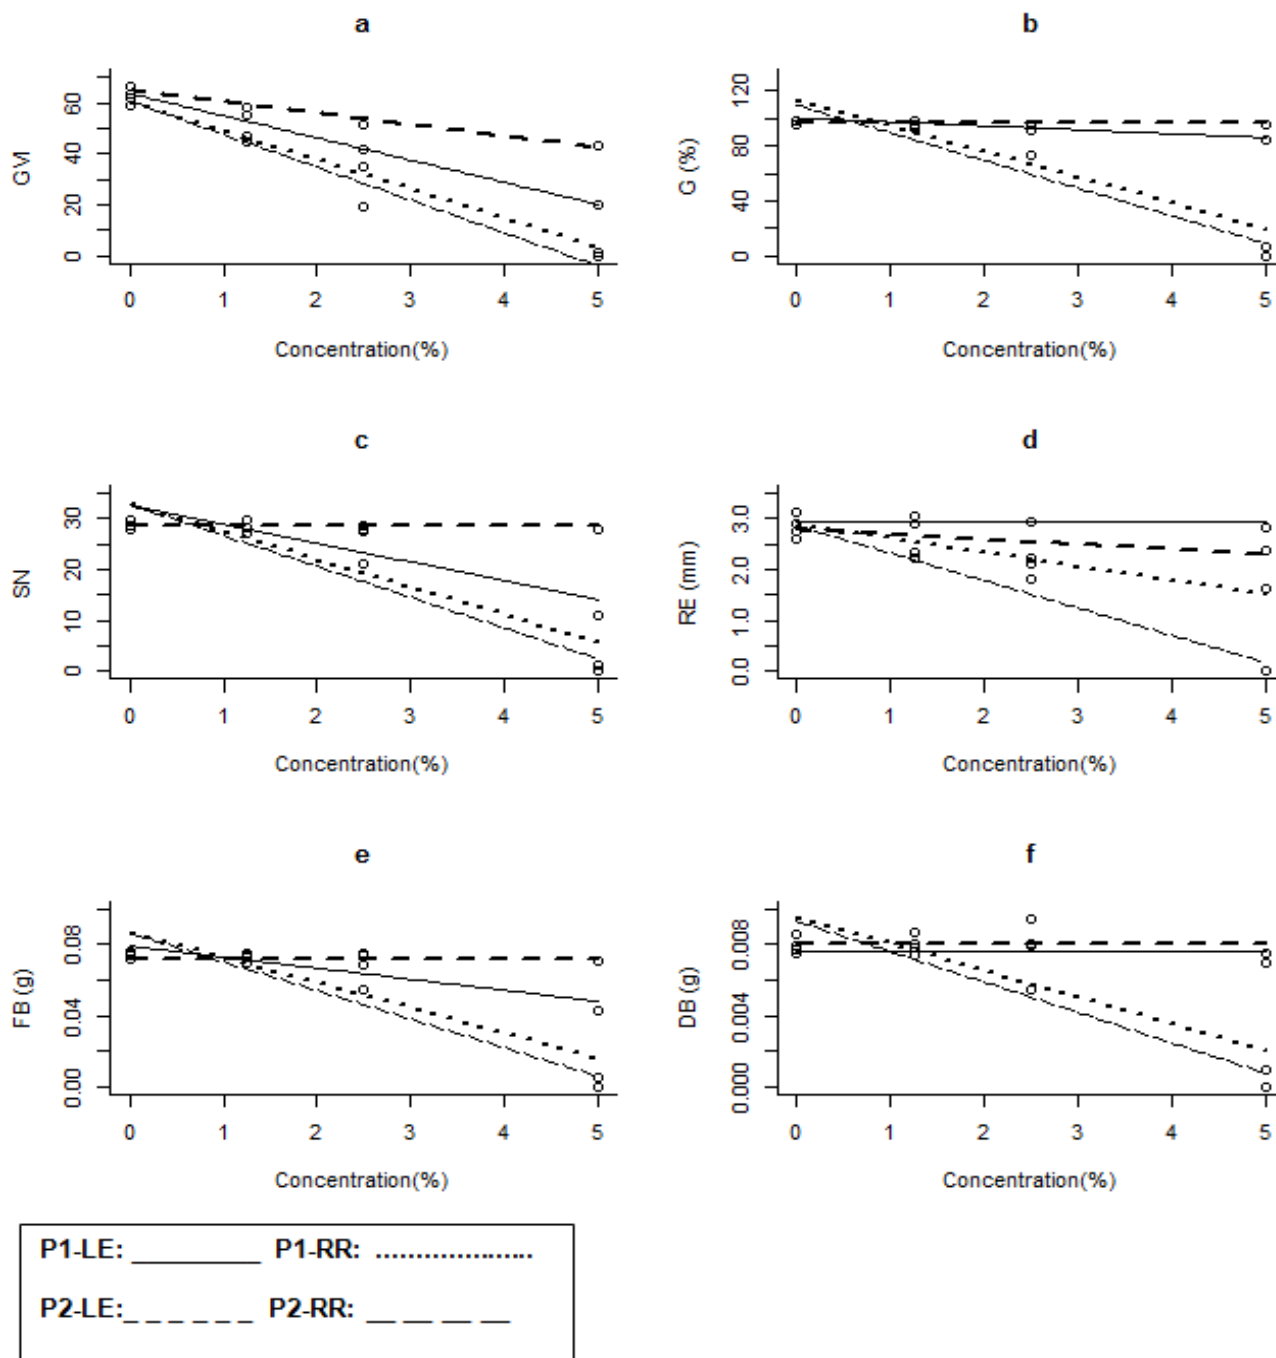 a
b
GVI
0 20 40 60
0 1 2 3 4 5
Concentration(%)
G (%)
0 40 80 120
0 1 2 3 4 5
Concentration(%)
c
d
SN
0 10 20 30
0 1 2 3 4 5
Concentration(%)
RE (mm)
0.0 1.0 2.0 3.0
0 1 2 3 4 5
Concentration(%)
e
f
FB (g)
0.00 0.04 0.08
0 1 2 3 4 5
Concentration(%)
DB (g)
0.000 0.004 0.008
0 1 2 3 4 5
Concentration(%)
P1-LE: P1-RR:
P2-LE: P2-RR: